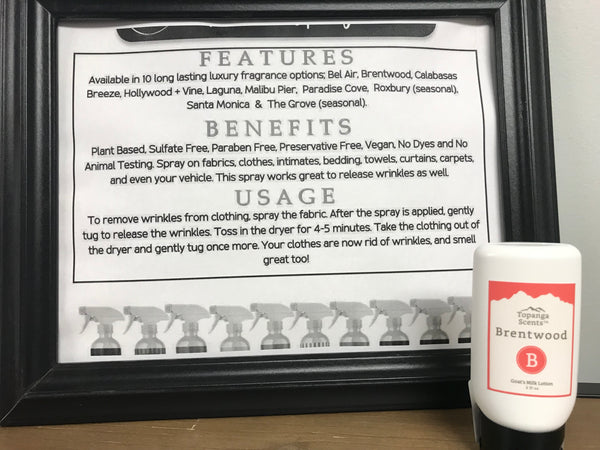 FEATURES
Available in 10 long lasting luxury fragrance options; Bel Air, Brentwood, Calabasas
Breeze, Hollywood + Vine, Laguna, Malibu Pier, Paradise Cove, Roxbury (seasonal),
Santa Monica & The Grove (seasonal).
BENEFITS
Plant Based, Sulfate Free, Paraben Free, Preservative Free, Vegan, No Dyes and No
Animal Testing. Spray on fabrics, clothes, intimates, bedding, towels, curtains, carpets,
and even your vehicle. This spray works great to release wrinkles as well.
USAGE
To remove wrinkles from clothing, spray the fabric. After the spray is applied, gently
tug to release the wrinkles. Toss in the dryer for 4-5 minutes. Take the clothing out of
the dryer and gently tug once more. Your clothes are now rid of wrinkles, and smell
great too!
Topanga
Scents™
Brentwood
B
Goat's Milk Lotion